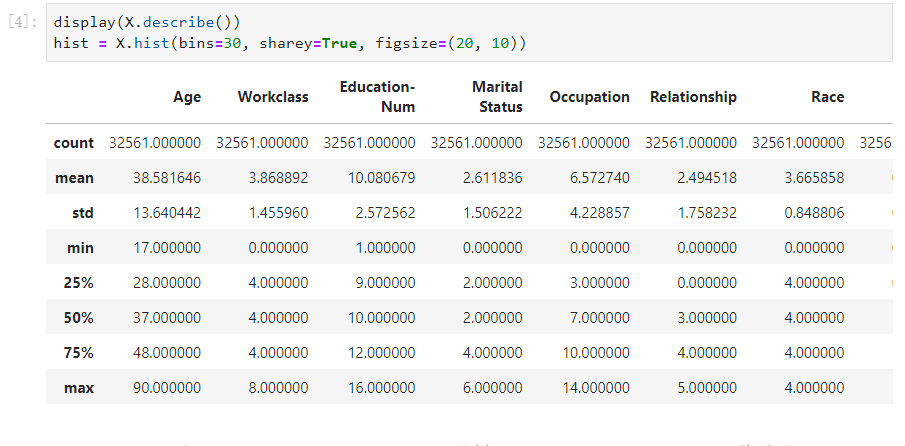 [4]: display(X.describe())
hist = X.hist(bins=30, sharey=True, figsize=(20, 10))
Age Workclass Education-Num Marital Status Occupation Relationship Race
count 32561.000000 32561.000000 32561.000000 32561.000000 32561.000000 32561.000000 32561.000000 3256
mean 38.581646 3.868892 10.080679 2.611836 6.572740 2.494518 3.665858
std 13.640442 1.455960 2.572562 1.506222 4.228857 1.758232 0.848806
min 17.000000 0.000000 1.000000 0.000000 0.000000 0.000000 0.000000
25% 28.000000 4.000000 9.000000 2.000000 3.000000 0.000000 4.000000
50% 37.000000 4.000000 10.000000 2.000000 7.000000 3.000000 4.000000
75% 48.000000 4.000000 12.000000 4.000000 10.000000 4.000000 4.000000
max 90.000000 8.000000 16.000000 6.000000 14.000000 5.000000 4.000000